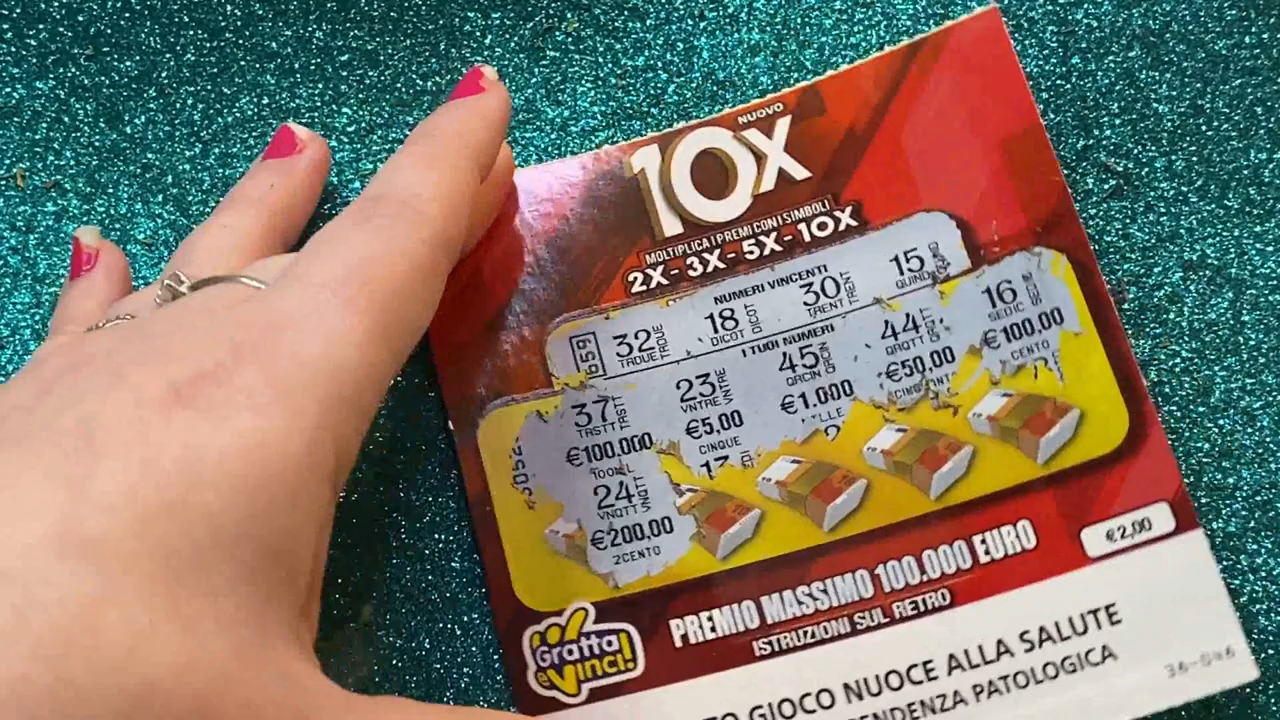 NUOVO
10X
MOLTIPLICA I PREMI CON I SIMBOLI
2X-3X-5X-10X
NUMERI VINCENTI
32 18 30 15
TRDUE DICOT TRENT QUIND
I TUOI NUMERI
37 23 45 44 16
TRSTT VNTRE QRCIN QRQTT SEDIC
€100.000 €5,00 €1.000 €50,00 €100,00
100MIL CINQUE CENTO
24 17
VNQTT
€200,00
2CENTO
PREMIO MASSIMO 100.000 EURO
€2,00
ISTRUZIONI SUL RETRO
Gratta
e Vinci!
GIOCO NUOCE ALLA SALUTE
PATOLOGICA